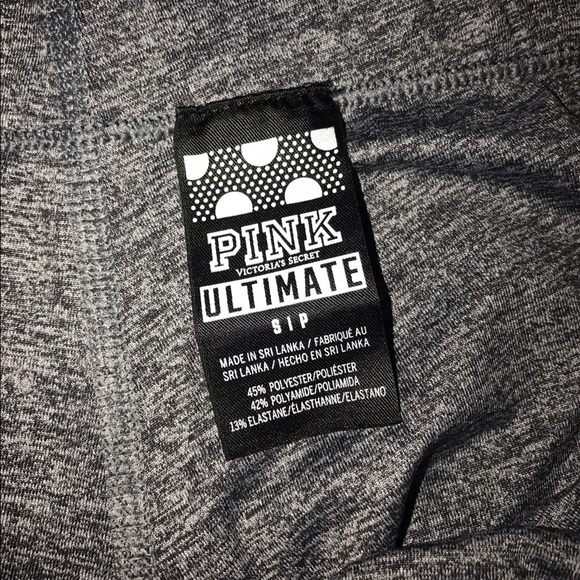 PINK
VICTORIA'S SECRET
ULTIMATE
S | P
MADE IN SRI LANKA / FABRIQUÉ AU
SRI LANKA / HECHO EN SRI LANKA
45% POLYESTER/POLIÉSTER
42% POLYAMIDE/POLIAMIDA
13% ELASTANE/ÉLASTHANNE/ELASTANO